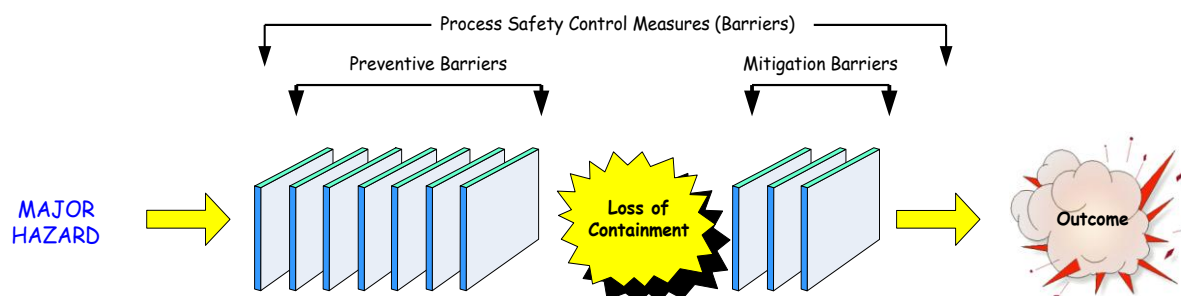 Process Safety Control Measures (Barriers)
Preventive Barriers
Mitigation Barriers
MAJOR
HAZARD
Loss of
Containment
Outcome